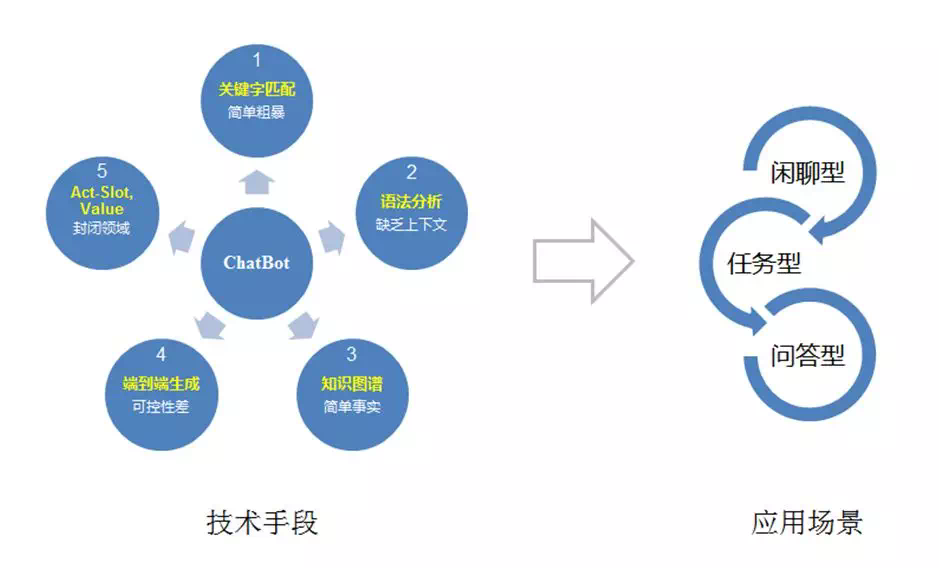 1
关键字匹配
简单粗暴
2
语法分析
缺乏上下文
3
知识图谱
简单事实
4
端到端生成
可控性差
5
Act-Slot,
Value
封闭领域
ChatBot
技术手段
闲聊型
任务型
问答型
应用场景